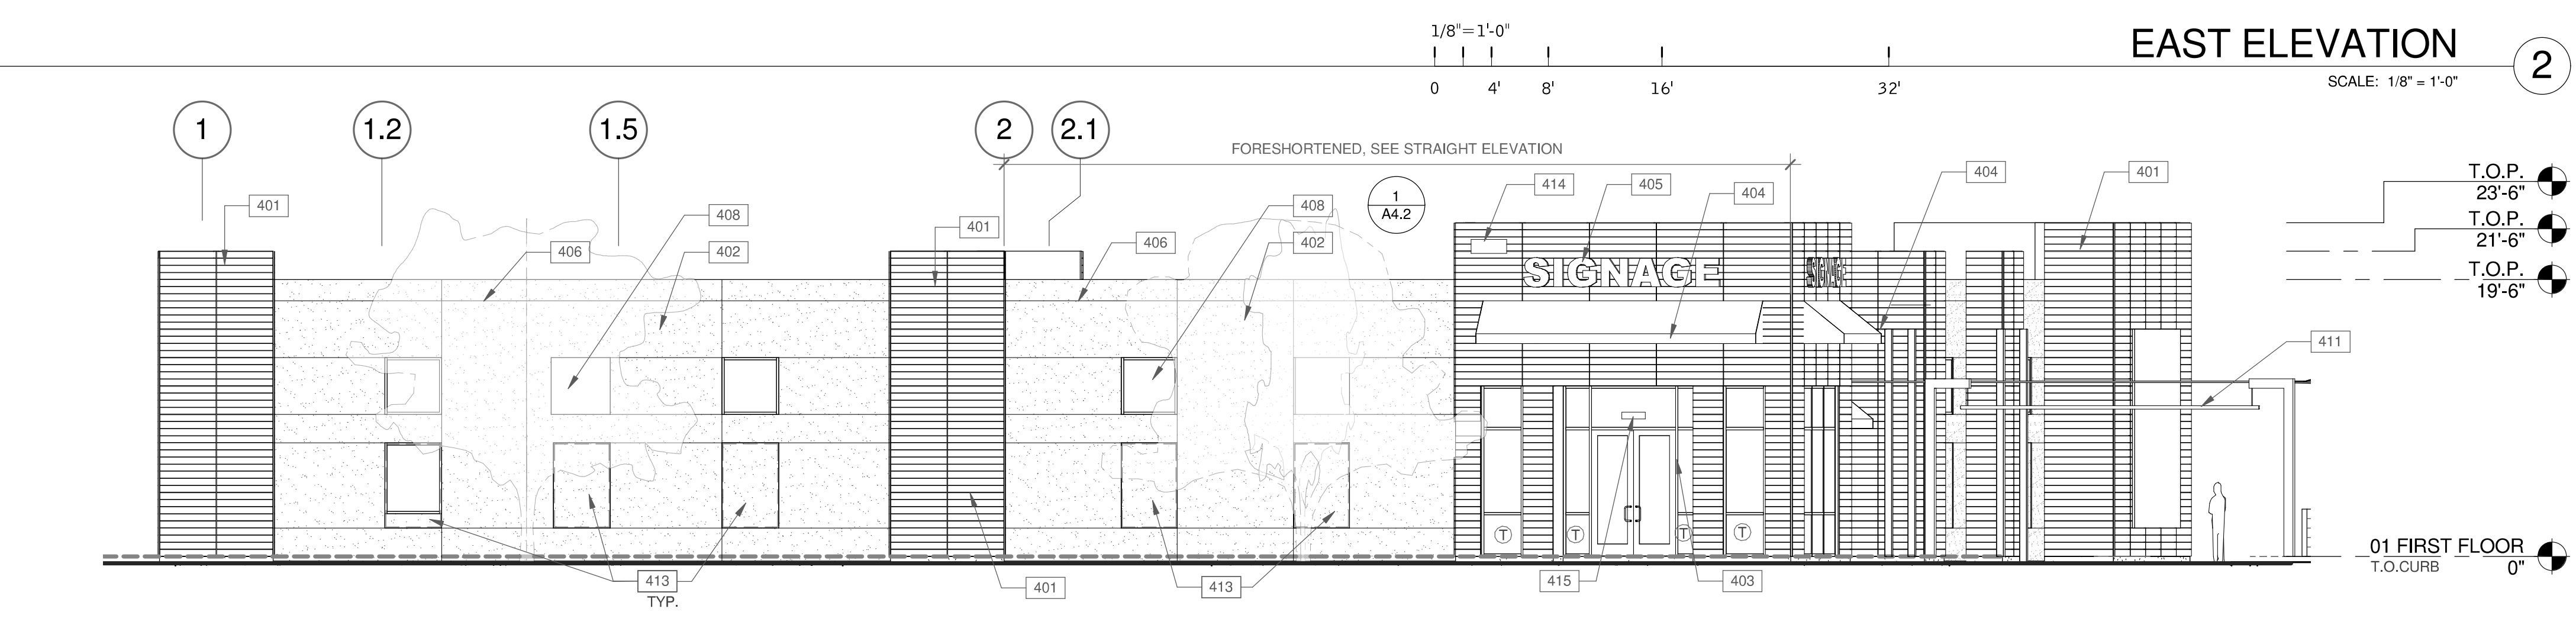 1/8"=1'-0"
EAST ELEVATION
2
SCALE: 1/8" = 1'-0"
0 4' 8' 16' 32'
1 1.2 1.5 2 2.1
FORESHORTENED, SEE STRAIGHT ELEVATION
1
A4.2
401 408 402 406
401 406 408 402
414 405 404 404 401
T.O.P.
23'-6"
T.O.P.
21'-6"
T.O.P.
19'-6"
SIGNAGE SIGNAGE
411
T T T T
01 FIRST FLOOR
T.O.CURB 0"
413
TYP.
401 413 415 403